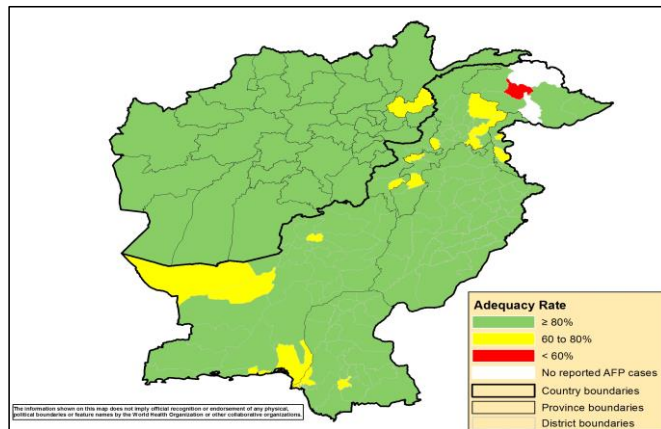 Adequacy Rate
≥ 80%
60 to 80%
< 60%
No reported AFP cases
Country boundaries
Province boundaries
District boundaries
The information shown on this map does not imply official recognition or endorsement of any physical,
political boundaries or feature names by the World Health Organization or other collaborative organizations.